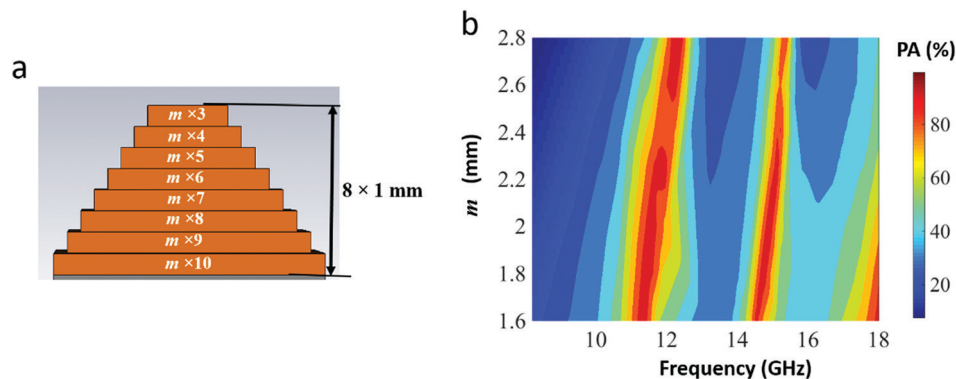 a
m ×3
m ×4
m ×5
m ×6
m ×7
m ×8
m ×9
m ×10
8 × 1 mm
b
PA (%)
2.8
2.6
2.4
2.2
2
1.8
1.6
m (mm)
10 12 14 16 18
Frequency (GHz)
80
60
40
20